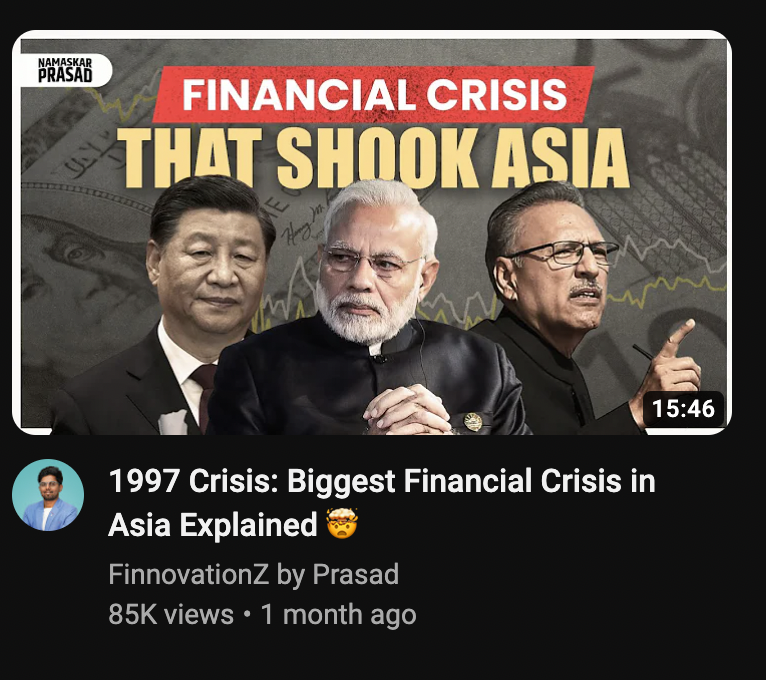 NAMASKAR
PRASAD
FINANCIAL CRISIS
THAT SHOOK ASIA
15:46
1997 Crisis: Biggest Financial Crisis in
Asia Explained 🤯
FinnovationZ by Prasad
85K views • 1 month ago